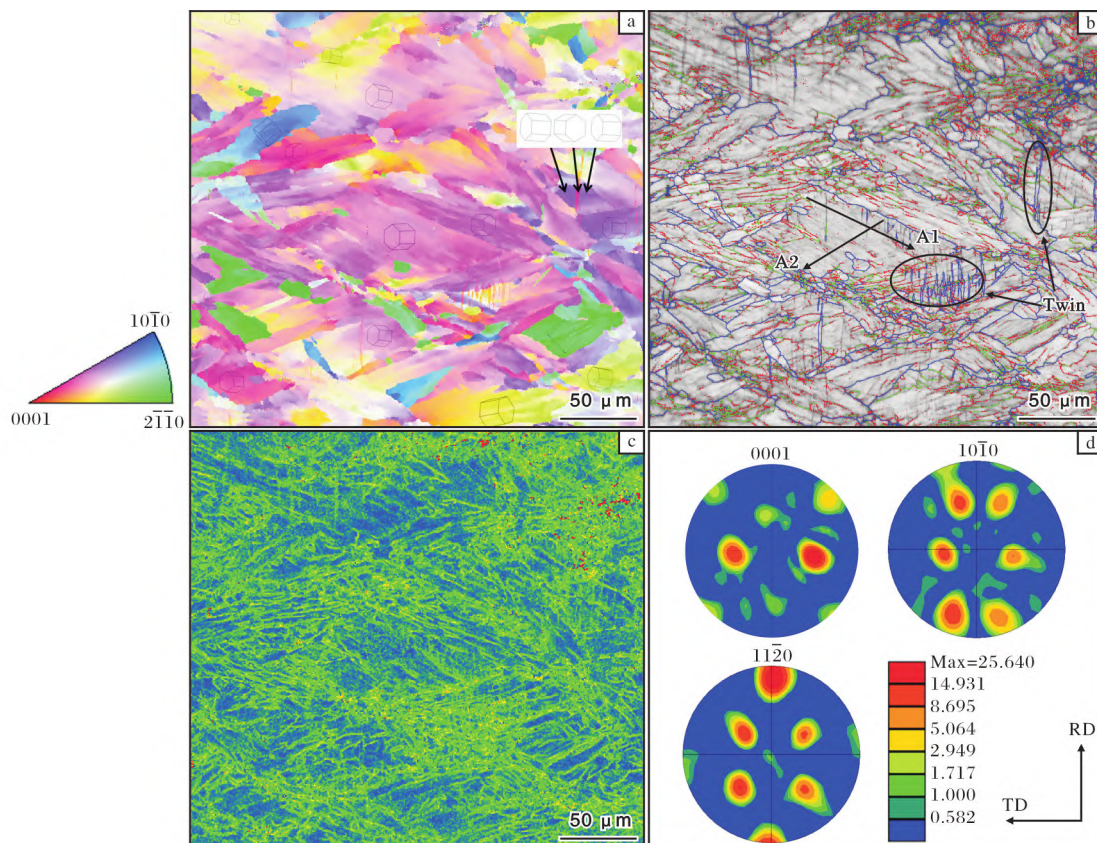 a
101̄0
0001
21̄1̄0
50 μm
b
A1
A2
Twin
50 μm
c
50 μm
d
0001
101̄0
112̄0
Max=25.640
14.931
8.695
5.064
2.949
1.717
1.000
0.582
RD
TD